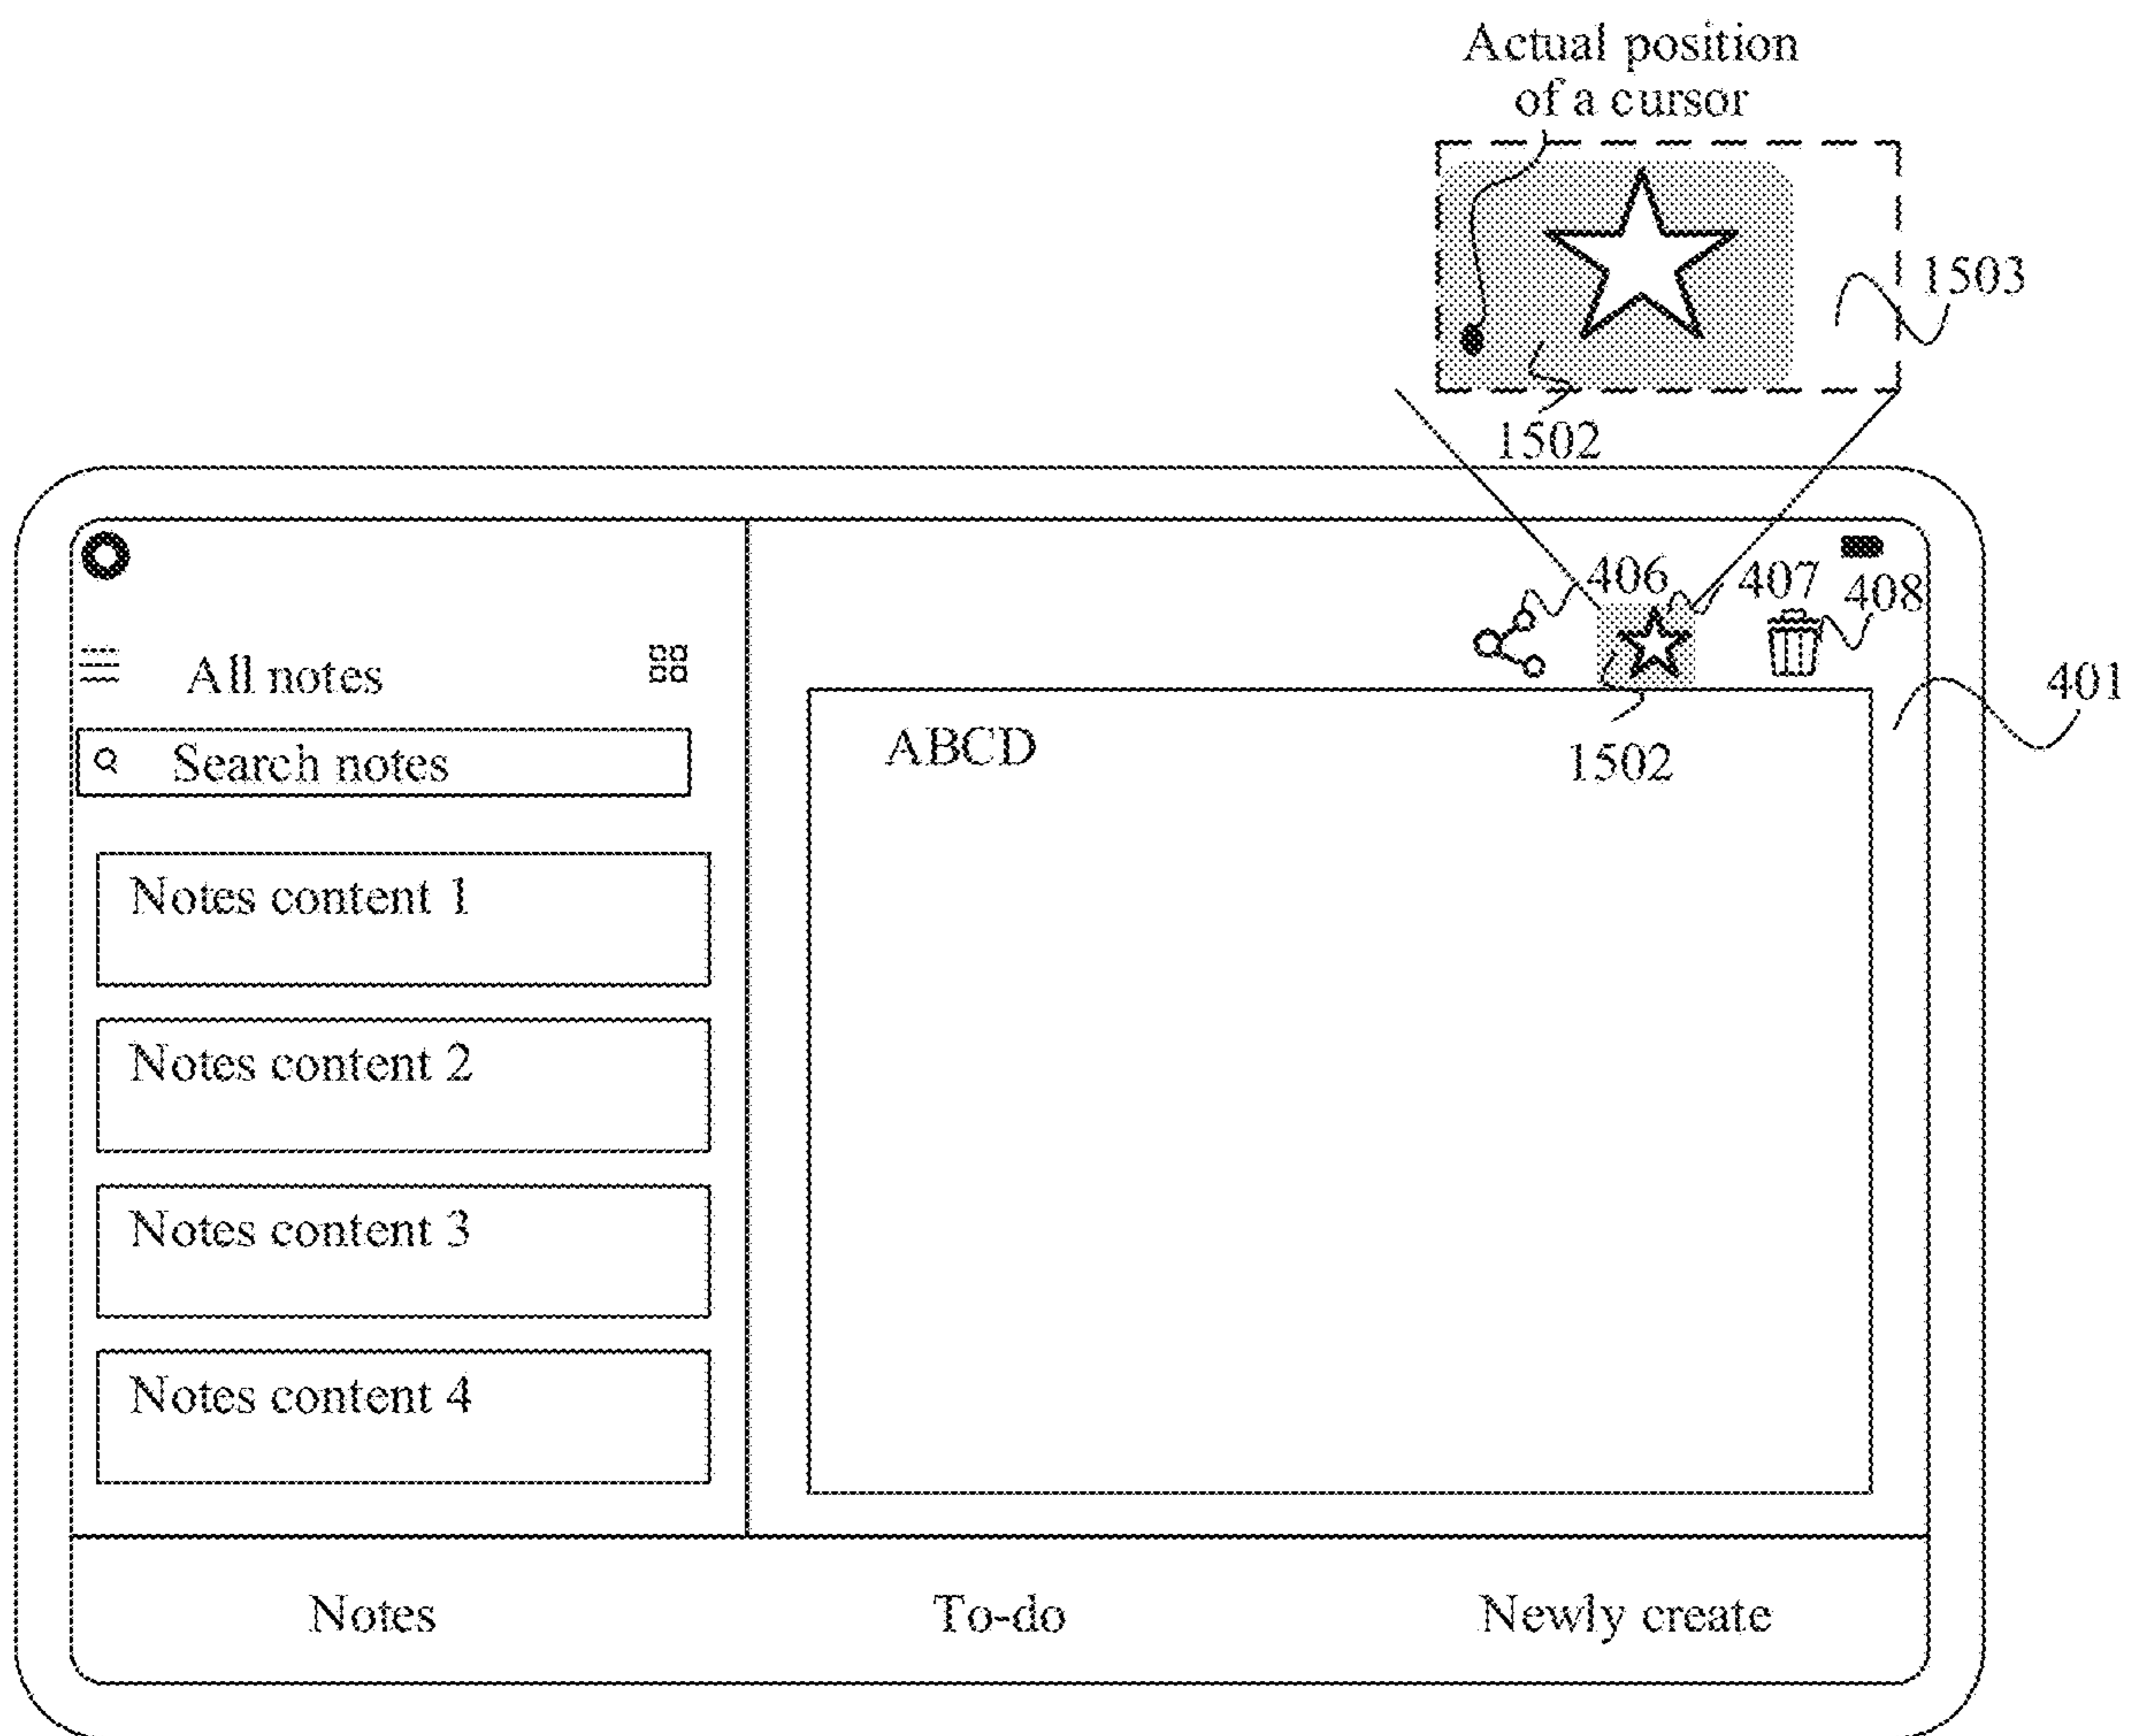 Actual position
of a cursor
1503
1502
406
407
408
401
All notes
Search notes
ABCD
1502
Notes content 1
Notes content 2
Notes content 3
Notes content 4
Notes
To-do
Newly create